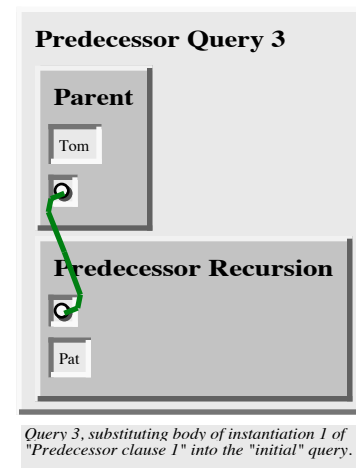 Predecessor Query 3
Parent
Tom
Predecessor Recursion
Pat
Query 3, substituting body of instantiation 1 of
"Predecessor clause 1" into the "initial" query.